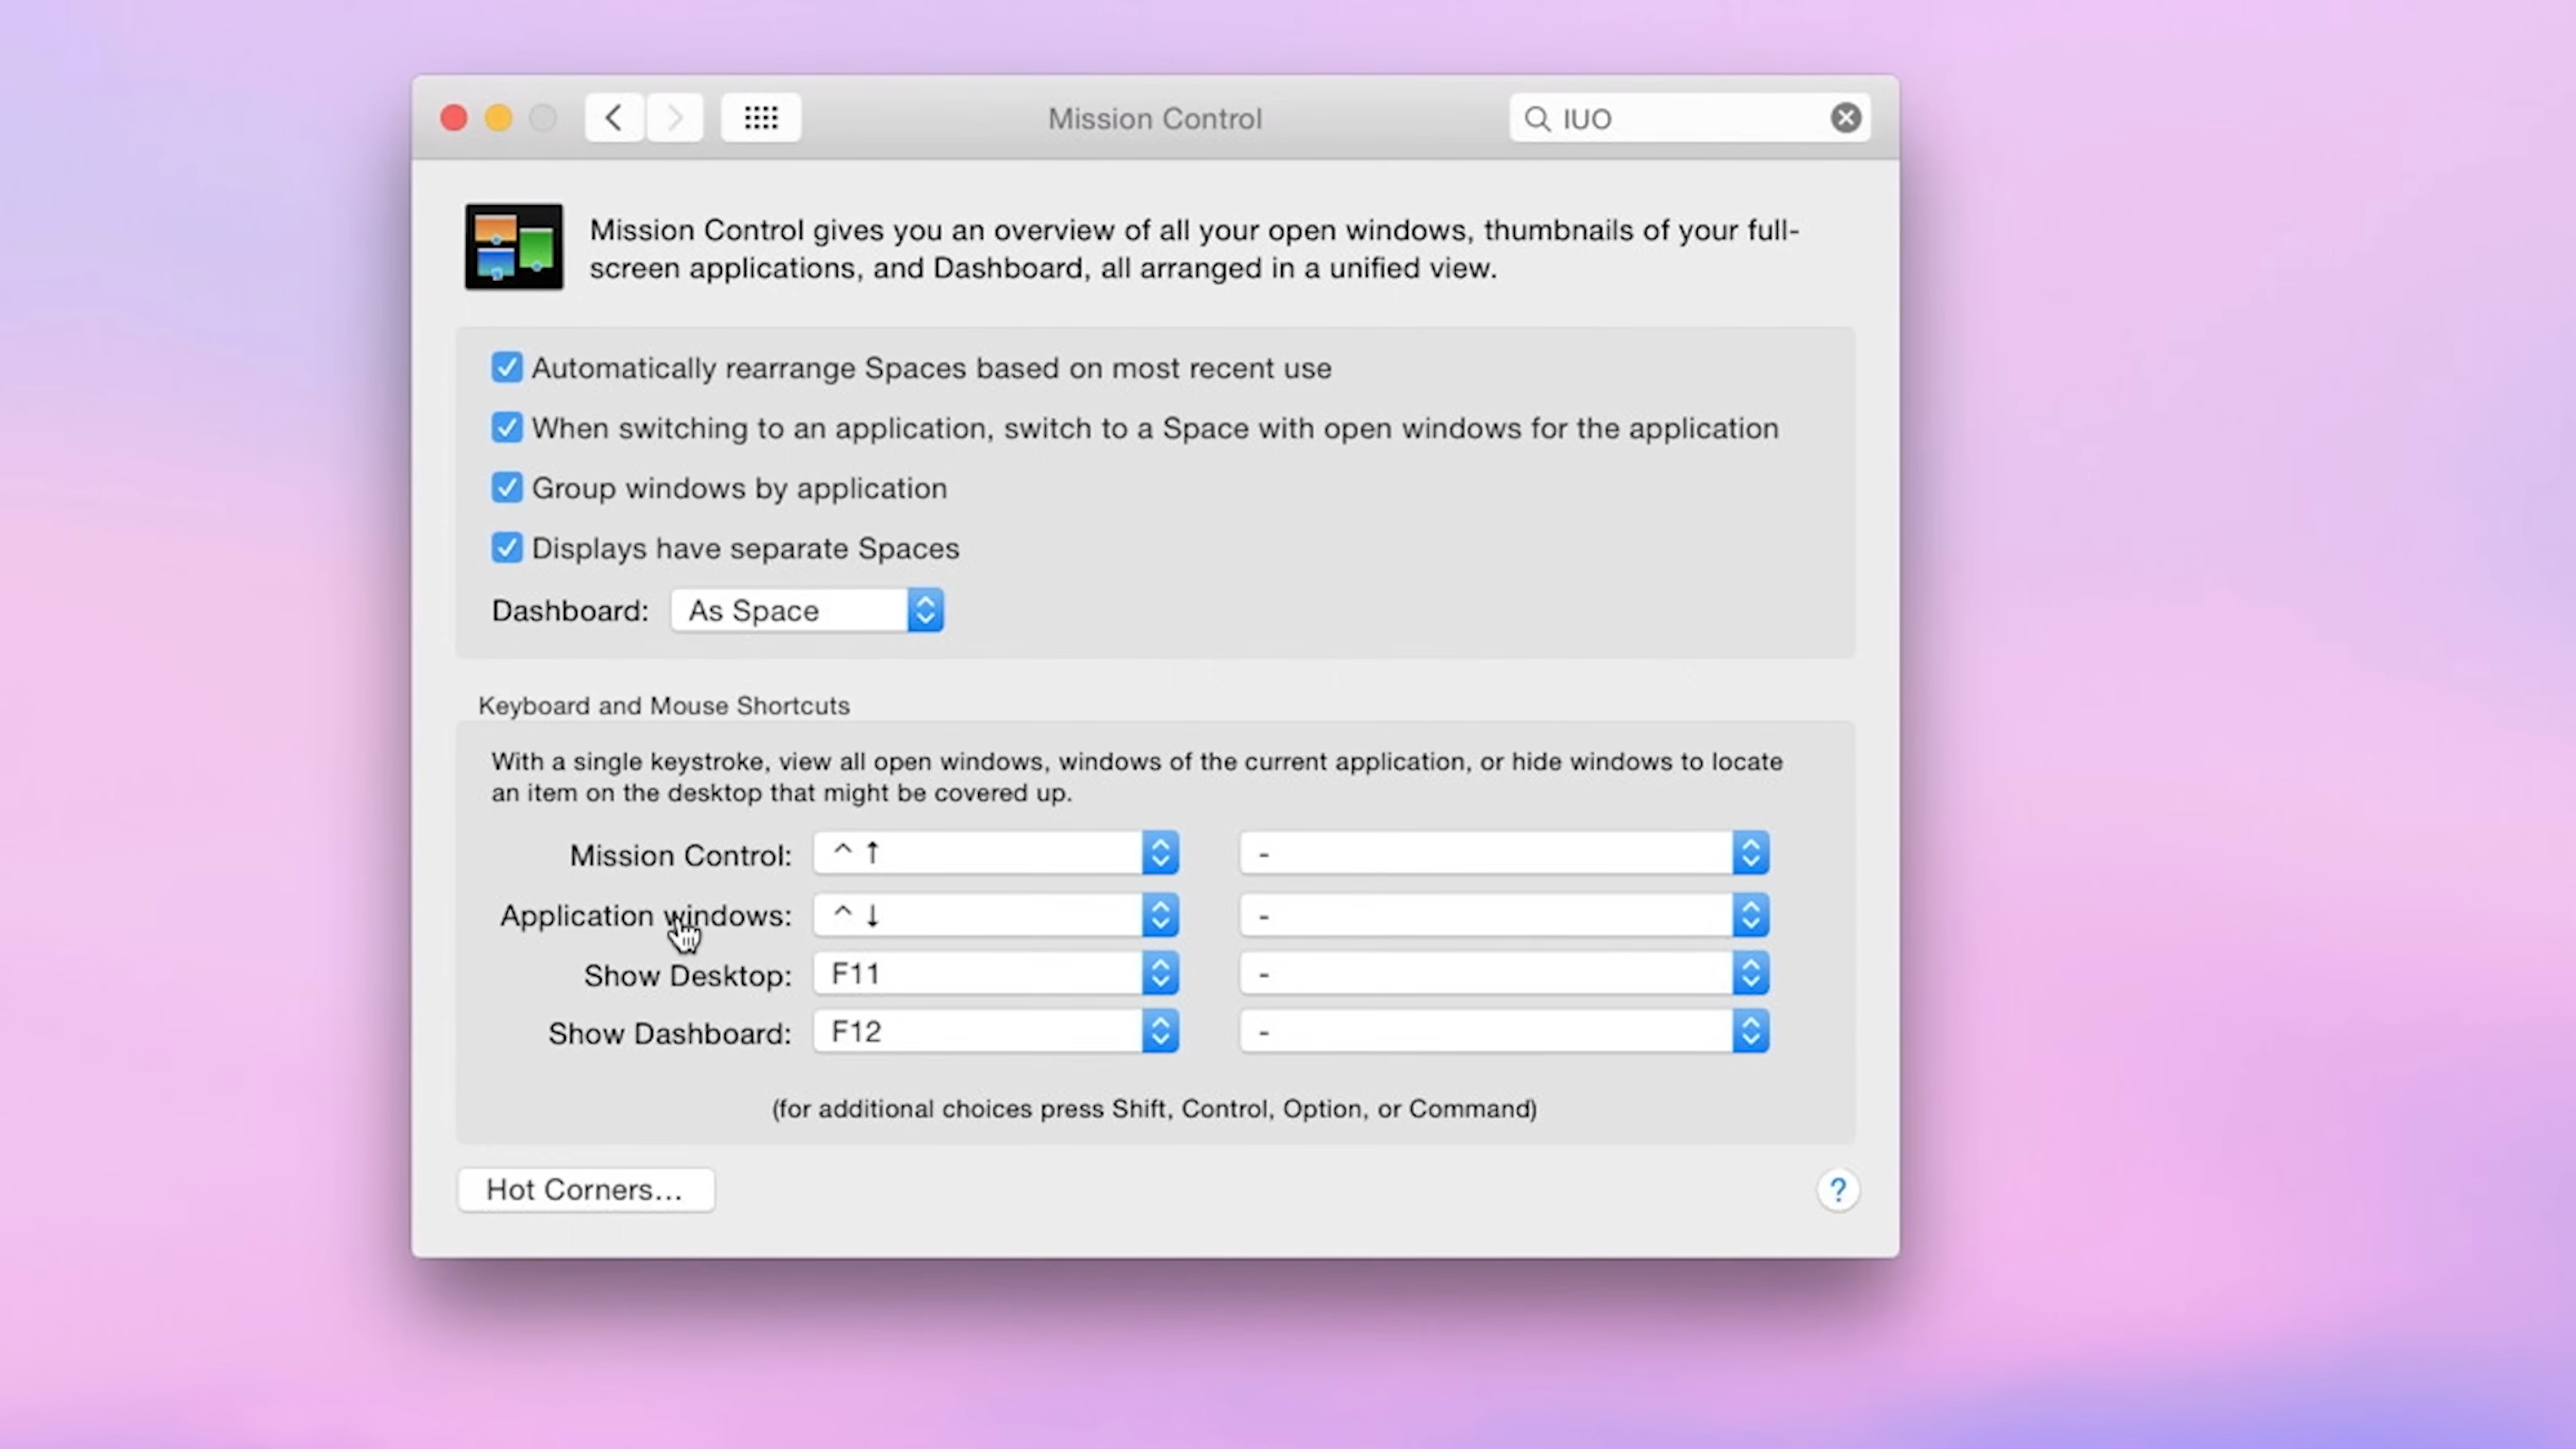 Mission Control
IUO
Mission Control gives you an overview of all your open windows, thumbnails of your full-
screen applications, and Dashboard, all arranged in a unified view.
Automatically rearrange Spaces based on most recent use
When switching to an application, switch to a Space with open windows for the application
Group windows by application
Displays have separate Spaces
Dashboard: As Space
Keyboard and Mouse Shortcuts
With a single keystroke, view all open windows, windows of the current application, or hide windows to locate
an item on the desktop that might be covered up.
Mission Control: ^ ↑ -
Application windows: ^ ↓ -
Show Desktop: F11 -
Show Dashboard: F12 -
(for additional choices press Shift, Control, Option, or Command)
Hot Corners...
?